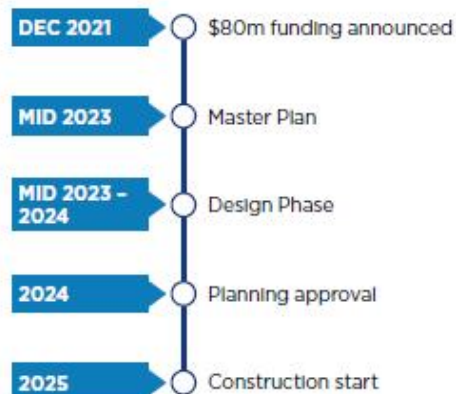 DEC 2021
$80m funding announced
MID 2023
Master Plan
MID 2023 –
2024
Design Phase
2024
Planning approval
2025
Construction start